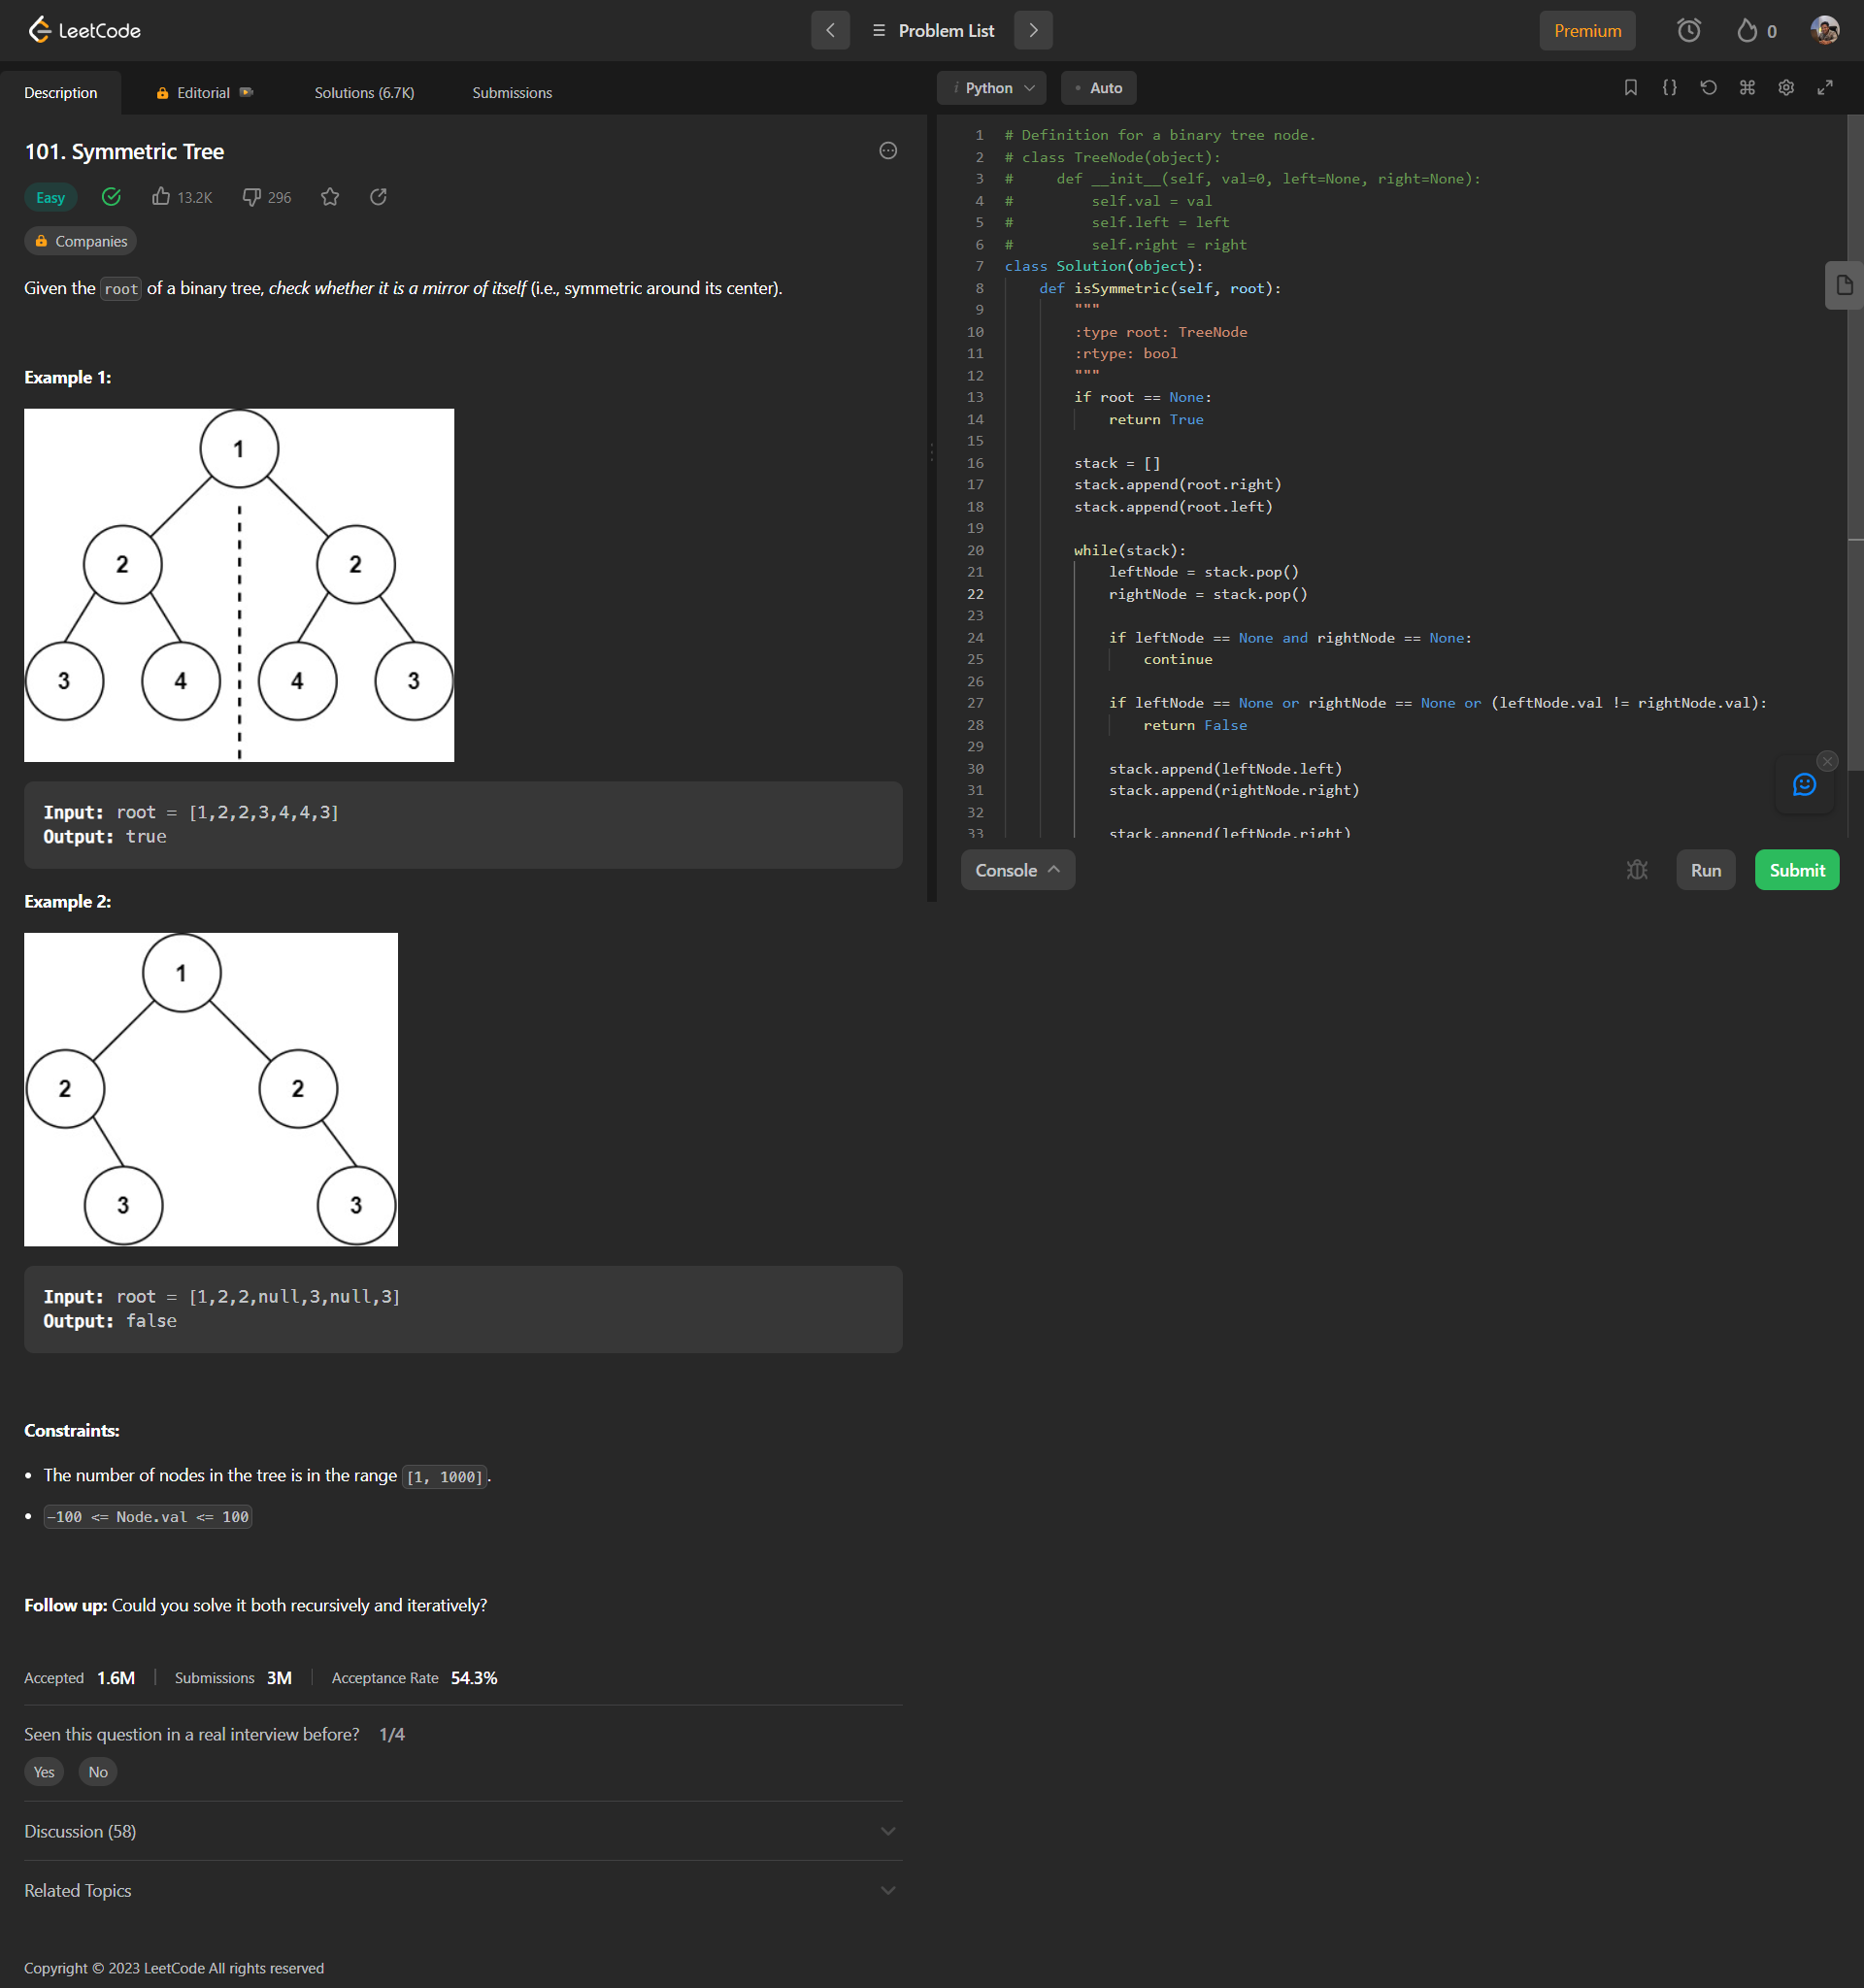 LeetCode
Problem List
Premium
0
Description
Editorial
Solutions (6.7K)
Submissions
101. Symmetric Tree
Easy
13.2K
296
Companies
Given the root of a binary tree, check whether it is a mirror of itself (i.e., symmetric around its center).
Example 1:
1
2 2
3 4 4 3
Input: root = [1,2,2,3,4,4,3]
Output: true
Example 2:
1
2 2
3 3
Input: root = [1,2,2,null,3,null,3]
Output: false
Constraints:
• The number of nodes in the tree is in the range [1, 1000].
• -100 <= Node.val <= 100
Follow up: Could you solve it both recursively and iteratively?
Accepted 1.6M Submissions 3M Acceptance Rate 54.3%
Seen this question in a real interview before? 1/4
Yes No
Discussion (58)
Related Topics
Copyright © 2023 LeetCode All rights reserved
i Python
Auto
1 # Definition for a binary tree node.
2 # class TreeNode(object):
3 #     def __init__(self, val=0, left=None, right=None):
4 #         self.val = val
5 #         self.left = left
6 #         self.right = right
7 class Solution(object):
8     def isSymmetric(self, root):
9         """
10         :type root: TreeNode
11         :rtype: bool
12         """
13         if root == None:
14             return True
15
16         stack = []
17         stack.append(root.right)
18         stack.append(root.left)
19
20         while(stack):
21             leftNode = stack.pop()
22             rightNode = stack.pop()
23
24             if leftNode == None and rightNode == None:
25                 continue
26
27             if leftNode == None or rightNode == None or (leftNode.val != rightNode.val):
28                 return False
29
30             stack.append(leftNode.left)
31             stack.append(rightNode.right)
32
33             stack.append(leftNode.right)
Console
Run
Submit